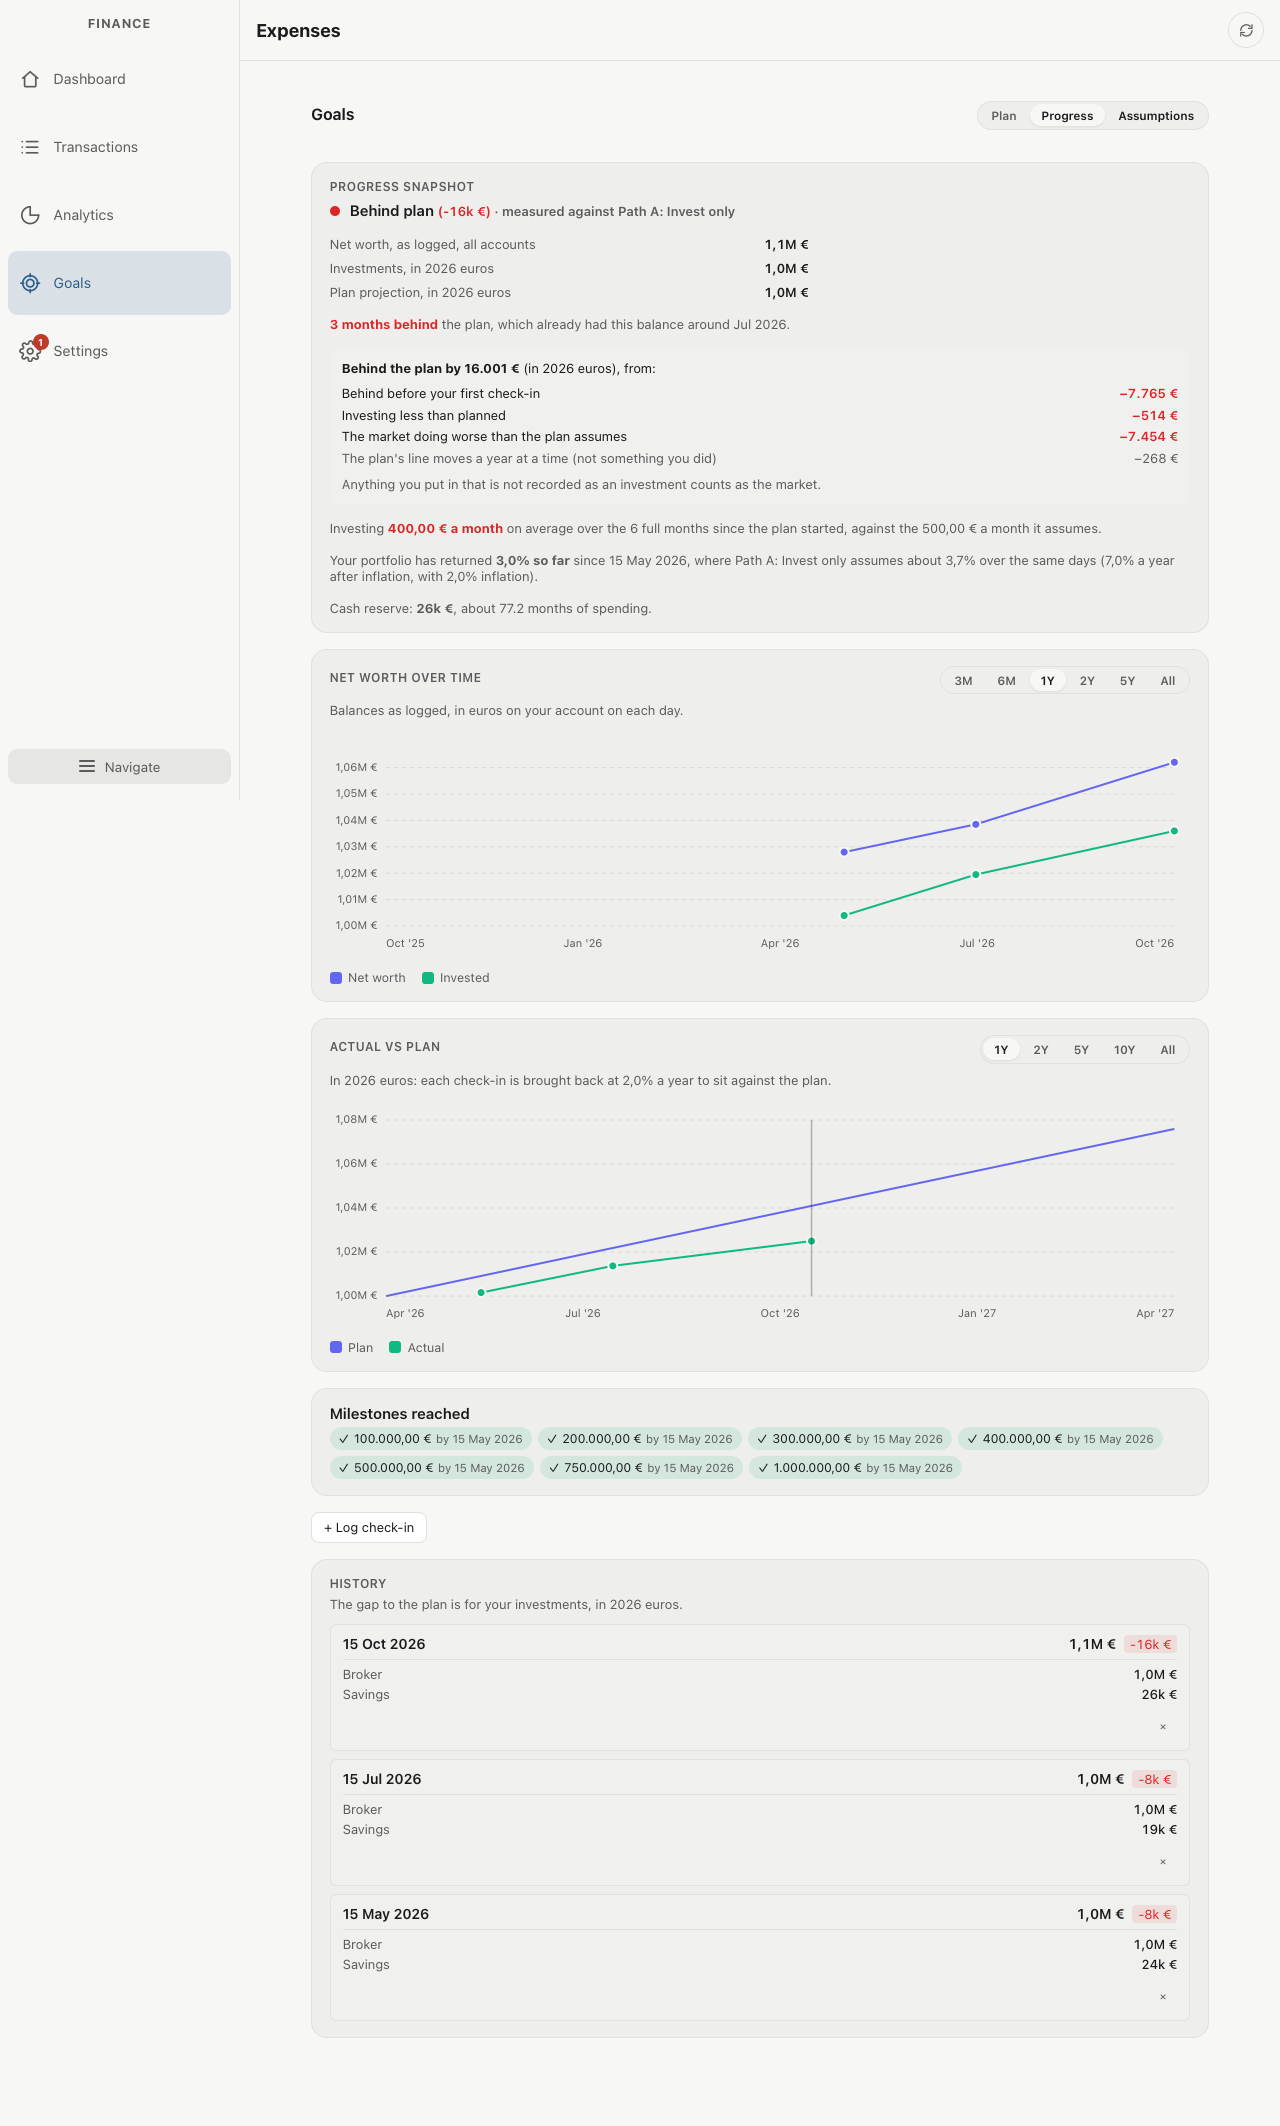 FINANCE
Dashboard
Transactions
Analytics
Goals
1
Settings
Navigate
Expenses
Goals
Plan Progress Assumptions
PROGRESS SNAPSHOT
Behind plan (-16k €) · measured against Path A: Invest only
Net worth, as logged, all accounts 1,1M €
Investments, in 2026 euros 1,0M €
Plan projection, in 2026 euros 1,0M €
3 months behind the plan, which already had this balance around Jul 2026.
Behind the plan by 16.001 € (in 2026 euros), from:
Behind before your first check-in −7.765 €
Investing less than planned −514 €
The market doing worse than the plan assumes −7.454 €
The plan's line moves a year at a time (not something you did) −268 €
Anything you put in that is not recorded as an investment counts as the market.
Investing 400,00 € a month on average over the 6 full months since the plan started, against the 500,00 € a month it assumes.
Your portfolio has returned 3,0% so far since 15 May 2026, where Path A: Invest only assumes about 3,7% over the same days (7,0% a year
after inflation, with 2,0% inflation).
Cash reserve: 26k €, about 77.2 months of spending.
NET WORTH OVER TIME
3M 6M 1Y 2Y 5Y All
Balances as logged, in euros on your account on each day.
1,06M €
1,05M €
1,04M €
1,03M €
1,02M €
1,01M €
1,00M €
Oct '25 Jan '26 Apr '26 Jul '26 Oct '26
Net worth Invested
ACTUAL VS PLAN
1Y 2Y 5Y 10Y All
In 2026 euros: each check-in is brought back at 2,0% a year to sit against the plan.
1,08M €
1,06M €
1,04M €
1,02M €
1,00M €
Apr '26 Jul '26 Oct '26 Jan '27 Apr '27
Plan Actual
Milestones reached
✓ 100.000,00 € by 15 May 2026 ✓ 200.000,00 € by 15 May 2026 ✓ 300.000,00 € by 15 May 2026 ✓ 400.000,00 € by 15 May 2026
✓ 500.000,00 € by 15 May 2026 ✓ 750.000,00 € by 15 May 2026 ✓ 1.000.000,00 € by 15 May 2026
+ Log check-in
HISTORY
The gap to the plan is for your investments, in 2026 euros.
15 Oct 2026 1,1M € -16k €
Broker 1,0M €
Savings 26k €
×
15 Jul 2026 1,0M € -8k €
Broker 1,0M €
Savings 19k €
×
15 May 2026 1,0M € -8k €
Broker 1,0M €
Savings 24k €
×